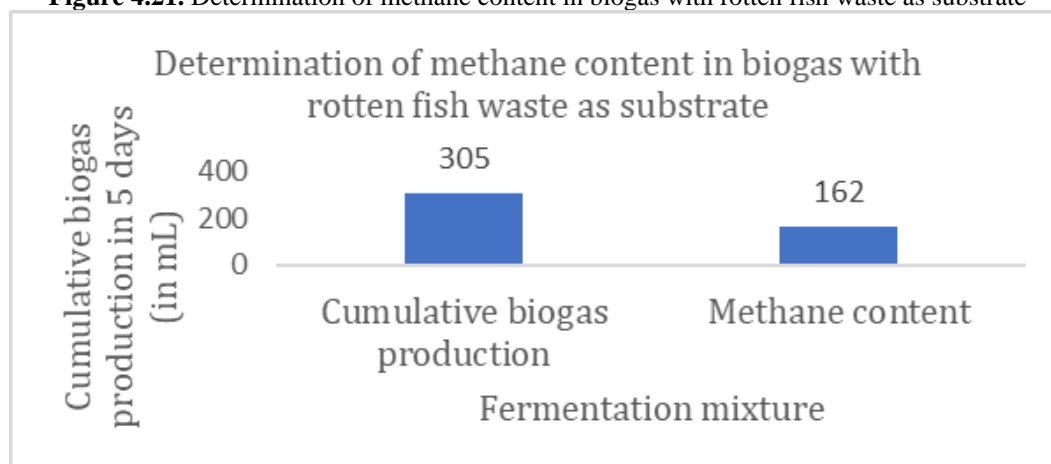 Figure 4.21. Determination of methane content in biogas with rotten fish waste as substrate
Determination of methane content in biogas with
rotten fish waste as substrate
Cumulative biogas
production in 5 days
(in mL)
400
200
0
305
162
Cumulative biogas
production
Methane content
Fermentation mixture